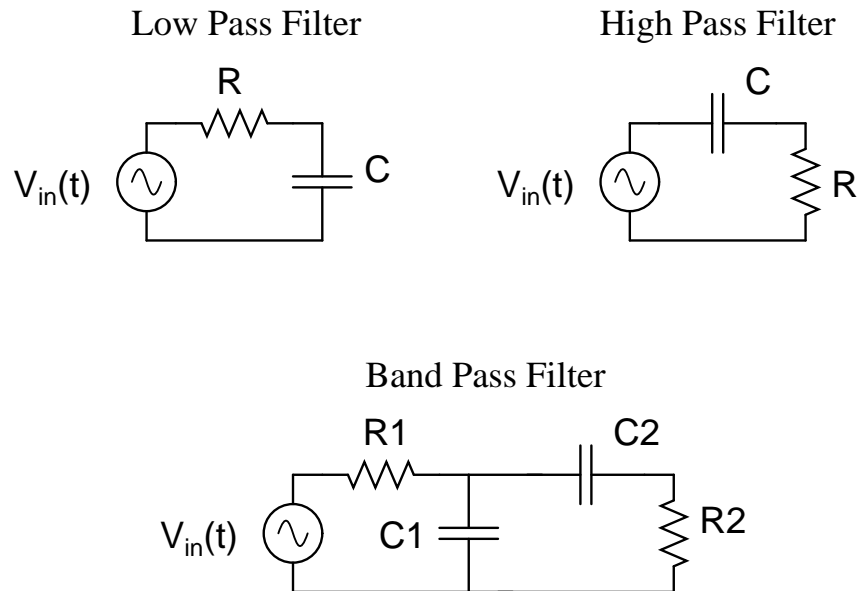 Low Pass Filter
High Pass Filter
R
C
V_in(t)
C
V_in(t)
R
Band Pass Filter
R1
C2
V_in(t)
C1
R2